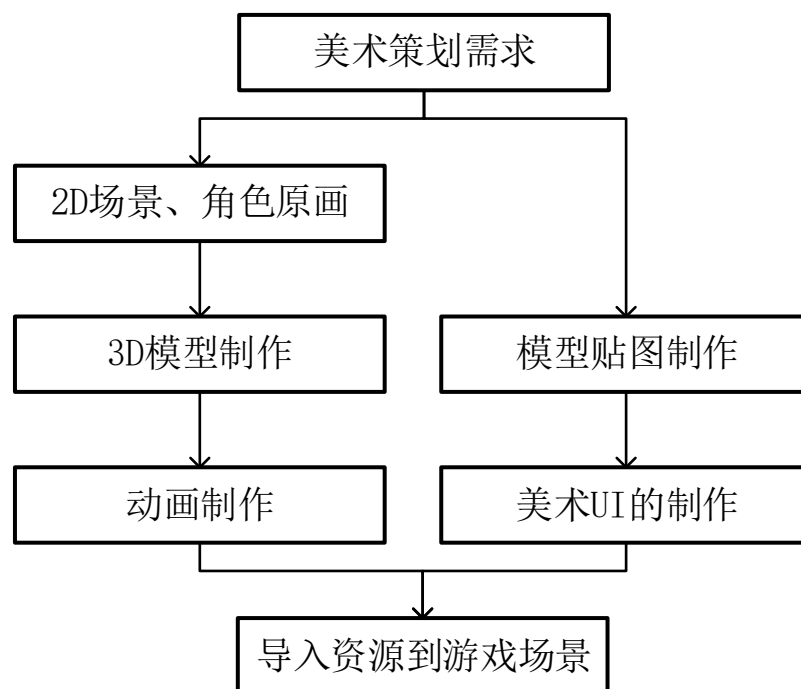 美术策划需求
2D场景、角色原画
3D模型制作
模型贴图制作
动画制作
美术UI的制作
导入资源到游戏场景